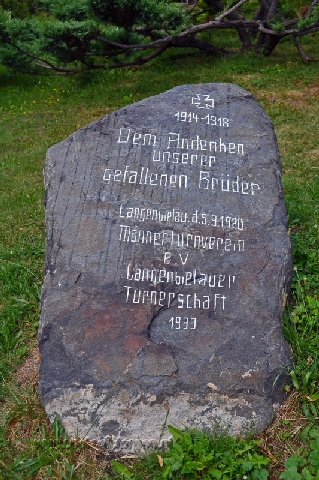 1914-1918
Dem Andenken
unserer
gefallenen Brüder
Langenbielau. d. 5. 9. 1920
Männerturnverein
e.V
Langenbielauer
Turnerschaft
1933